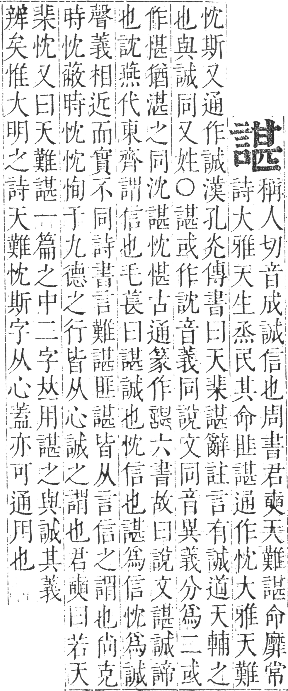 諶
稱人切音成誠信也周書君奭天難諶命靡常
詩大雅天生烝民其命匪諶通作忱大雅天難
忱斯又通作誠漢孔灮傳書曰天棐諶辭註言有誠道天輔之
也與誠同又姓○諶或作訦音義同說文同音異義分爲二或
作愖猶湛之同沈諶忱愖古通篆作六書故曰說文諶誠諦
也訦燕代東齊謂信也毛萇曰諶誠也忱信也諶爲信忱爲誠
聲義相近而實不同詩書言難諶匪諶皆从言信之謂也尙克
時忱蔽時忱忱恂于九德之行皆从心誠之謂也君奭曰若天
棐忱又曰天難諶一篇之中二字𠀤用諶之與誠其義
辨矣惟大明之詩天難忱斯字从心蓋亦可通用也